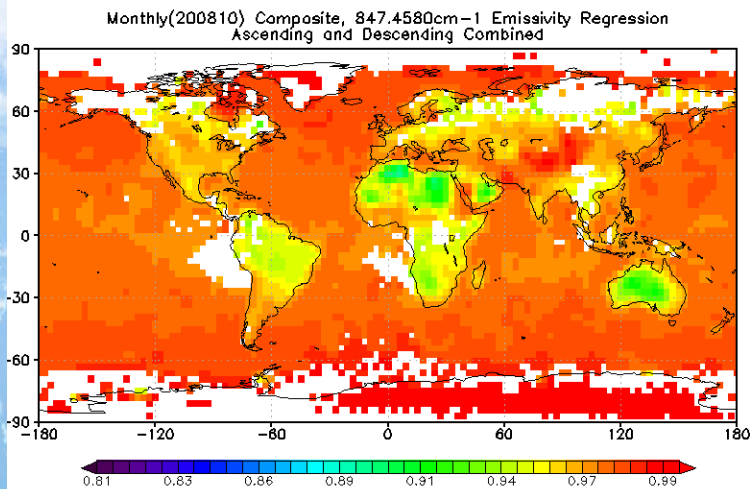 Monthly(200810) Composite, 847.4580cm-1 Emissivity Regression
Ascending and Descending Combined
90
60
30
0
-30
-60
-90
-180 -120 -60 0 60 120 180
0.81 0.83 0.86 0.89 0.91 0.94 0.97 0.99